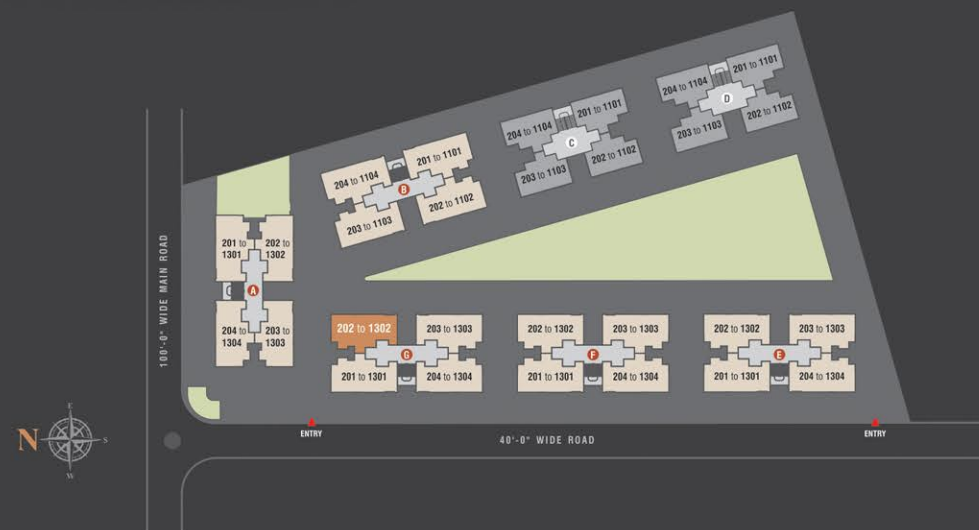 201 to 1101
204 to 1104
D
202 to 1102
203 to 1103
201 to 1101
204 to 1104
C
202 to 1102
203 to 1103
201 to 1101
204 to 1104
B
202 to 1102
203 to 1103
201 to
1301
202 to
1302
A
204 to
1304
203 to
1303
100'-0" WIDE MAIN ROAD
202 to 1302
203 to 1303
G
201 to 1301
204 to 1304
202 to 1302
203 to 1303
F
201 to 1301
204 to 1304
202 to 1302
203 to 1303
E
201 to 1301
204 to 1304
ENTRY
40'-0" WIDE ROAD
ENTRY
E
N
S
W